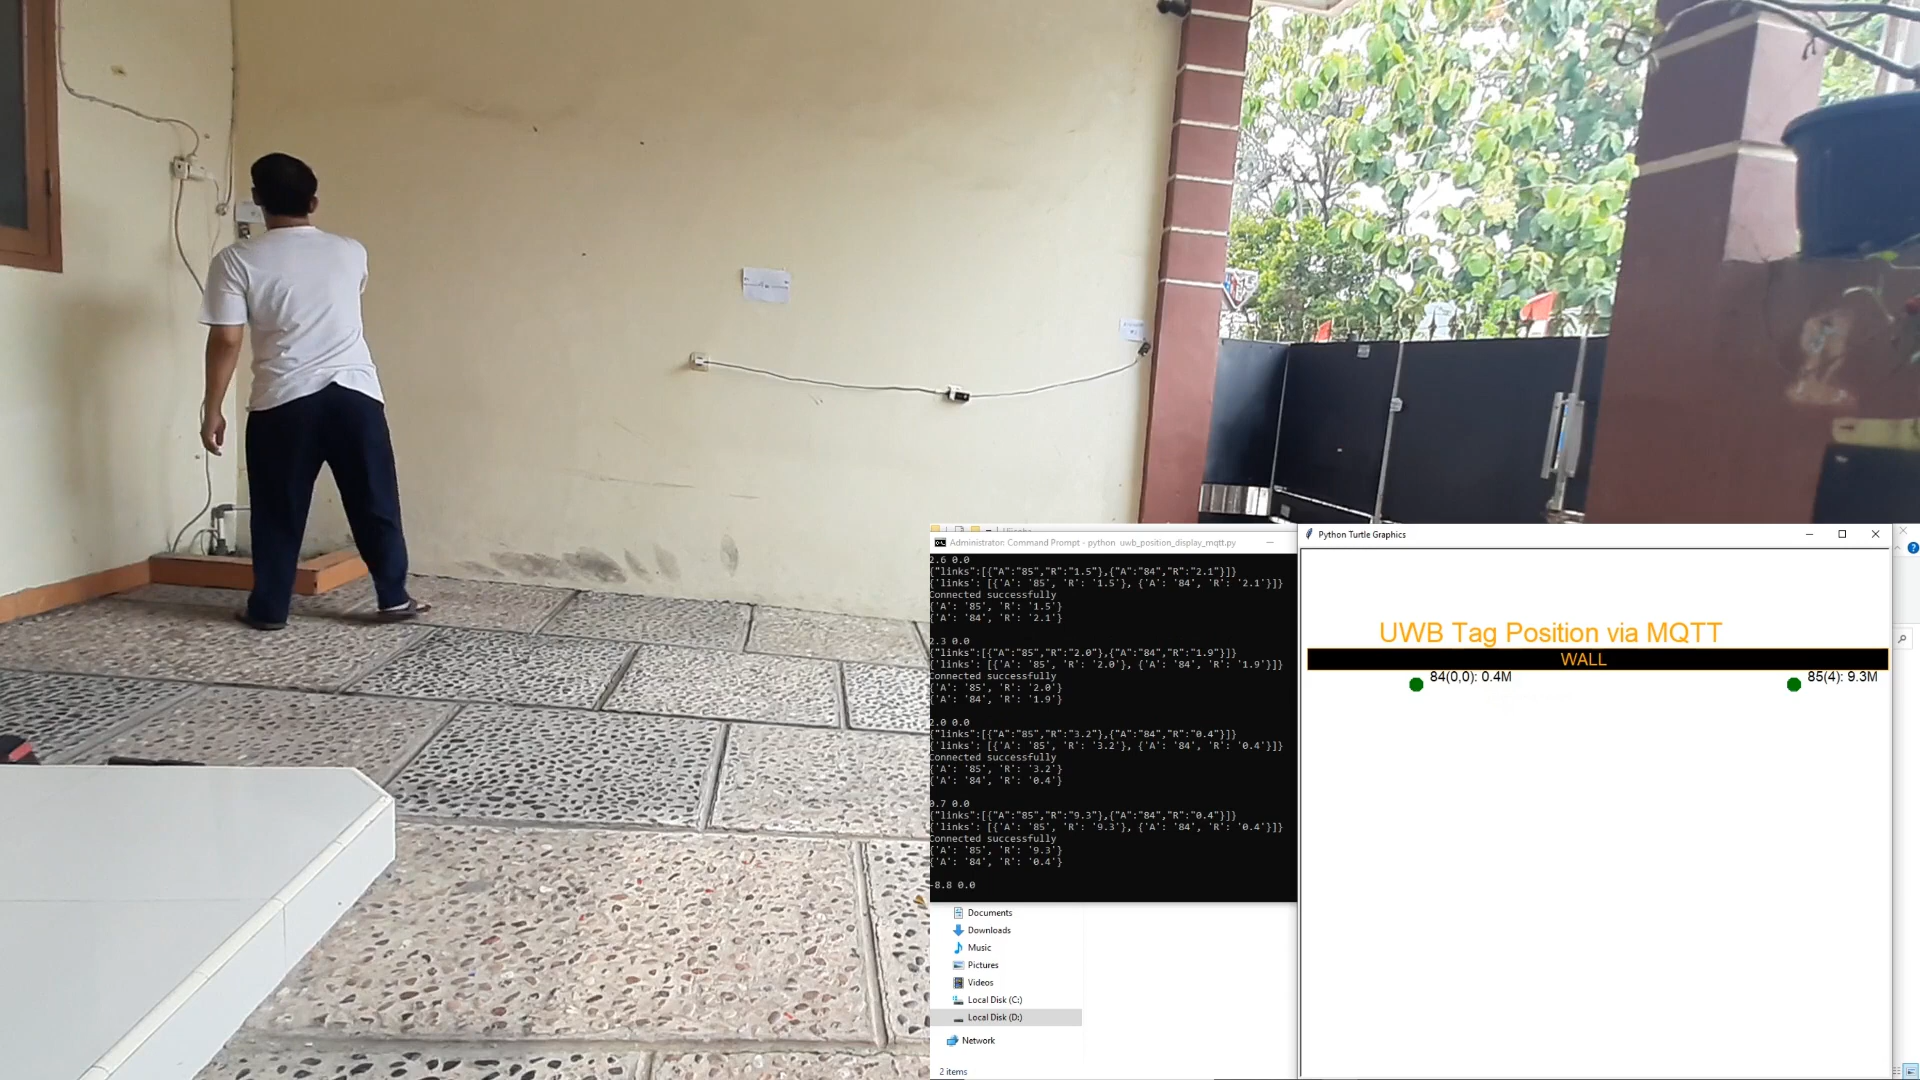 Administrator: Command Prompt - python uwb_position_display_mqtt.py
2.6 0.0
{"links":[{"A":"85","R":"1.5"},{"A":"84","R":"2.1"}]}
{'links': [{'A': '85', 'R': '1.5'}, {'A': '84', 'R': '2.1'}]}
Connected successfully
{'A': '85', 'R': '1.5'}
{'A': '84', 'R': '2.1'}
2.3 0.0
{"links":[{"A":"85","R":"2.0"},{"A":"84","R":"1.9"}]}
{'links': [{'A': '85', 'R': '2.0'}, {'A': '84', 'R': '1.9'}]}
Connected successfully
{'A': '85', 'R': '2.0'}
{'A': '84', 'R': '1.9'}
2.0 0.0
{"links":[{"A":"85","R":"3.2"},{"A":"84","R":"0.4"}]}
{'links': [{'A': '85', 'R': '3.2'}, {'A': '84', 'R': '0.4'}]}
Connected successfully
{'A': '85', 'R': '3.2'}
{'A': '84', 'R': '0.4'}
0.7 0.0
{"links":[{"A":"85","R":"9.3"},{"A":"84","R":"0.4"}]}
{'links': [{'A': '85', 'R': '9.3'}, {'A': '84', 'R': '0.4'}]}
Connected successfully
{'A': '85', 'R': '9.3'}
{'A': '84', 'R': '0.4'}
-8.8 0.0
Documents
Downloads
Music
Pictures
Videos
Local Disk (C:)
Local Disk (D:)
Network
2 items
Python Turtle Graphics
UWB Tag Position via MQTT
WALL
84(0,0): 0.4M
85(4): 9.3M